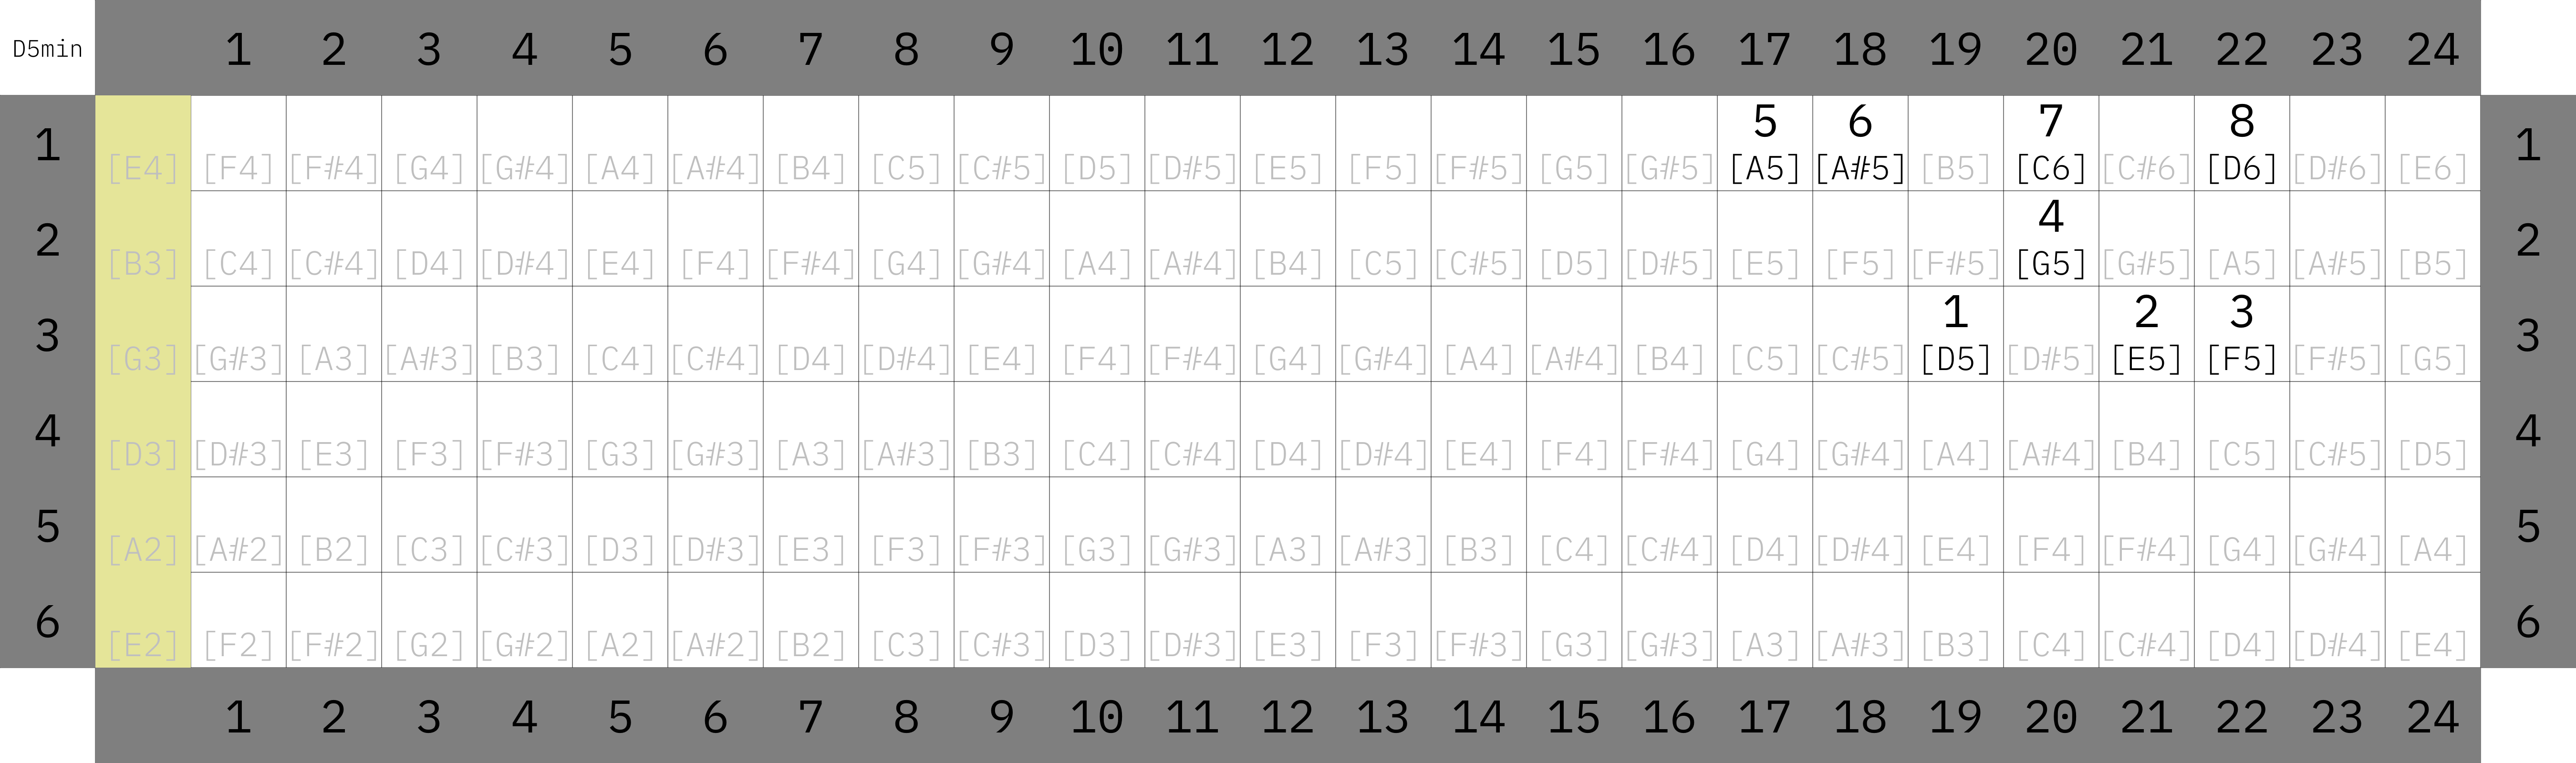 D5min 1 2 3 4 5 6 7 8 9 10 11 12 13 14 15 16 17 18 19 20 21 22 23 24
5 6 7 8
1 [E4] [F4] [F#4] [G4] [G#4] [A4] [A#4] [B4] [C5] [C#5] [D5] [D#5] [E5] [F5] [F#5] [G5] [G#5] [A5] [A#5] [B5] [C6] [C#6] [D6] [D#6] [E6] 1
4
2 [B3] [C4] [C#4] [D4] [D#4] [E4] [F4] [F#4] [G4] [G#4] [A4] [A#4] [B4] [C5] [C#5] [D5] [D#5] [E5] [F5] [F#5] [G5] [G#5] [A5] [A#5] [B5] 2
1 2 3
3 [G3] [G#3] [A3] [A#3] [B3] [C4] [C#4] [D4] [D#4] [E4] [F4] [F#4] [G4] [G#4] [A4] [A#4] [B4] [C5] [C#5] [D5] [D#5] [E5] [F5] [F#5] [G5] 3
4 [D3] [D#3] [E3] [F3] [F#3] [G3] [G#3] [A3] [A#3] [B3] [C4] [C#4] [D4] [D#4] [E4] [F4] [F#4] [G4] [G#4] [A4] [A#4] [B4] [C5] [C#5] [D5] 4
5 [A2] [A#2] [B2] [C3] [C#3] [D3] [D#3] [E3] [F3] [F#3] [G3] [G#3] [A3] [A#3] [B3] [C4] [C#4] [D4] [D#4] [E4] [F4] [F#4] [G4] [G#4] [A4] 5
6 [E2] [F2] [F#2] [G2] [G#2] [A2] [A#2] [B2] [C3] [C#3] [D3] [D#3] [E3] [F3] [F#3] [G3] [G#3] [A3] [A#3] [B3] [C4] [C#4] [D4] [D#4] [E4] 6
1 2 3 4 5 6 7 8 9 10 11 12 13 14 15 16 17 18 19 20 21 22 23 24